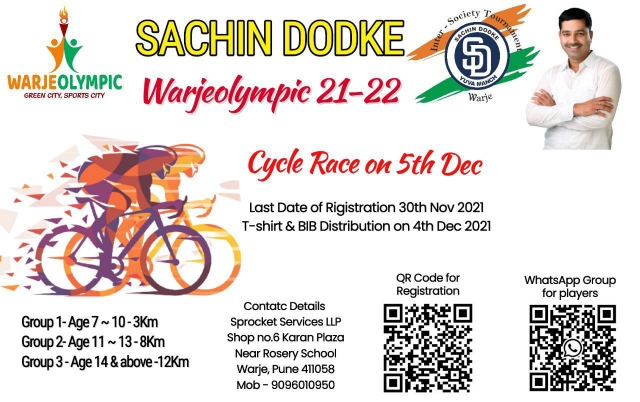 WARJEOLYMPIC
GREEN CITY, SPORTS CITY
SACHIN DODKE
Warjeolympic 21-22
Inter - Society Tournament
SACHIN DODKE
SD
YUVA MANCH
Warje
Cycle Race on 5th Dec
Last Date of Rigistration 30th Nov 2021
T-shirt & BIB Distribution on 4th Dec 2021
Group 1- Age 7 ~ 10 - 3Km
Group 2- Age 11 ~ 13 - 8Km
Group 3 - Age 14 & above -12Km
Contatc Details
Sprocket Services LLP
Shop no.6 Karan Plaza
Near Rosery School
Warje, Pune 411058
Mob - 9096010950
QR Code for
Registration
WhatsApp Group
for players